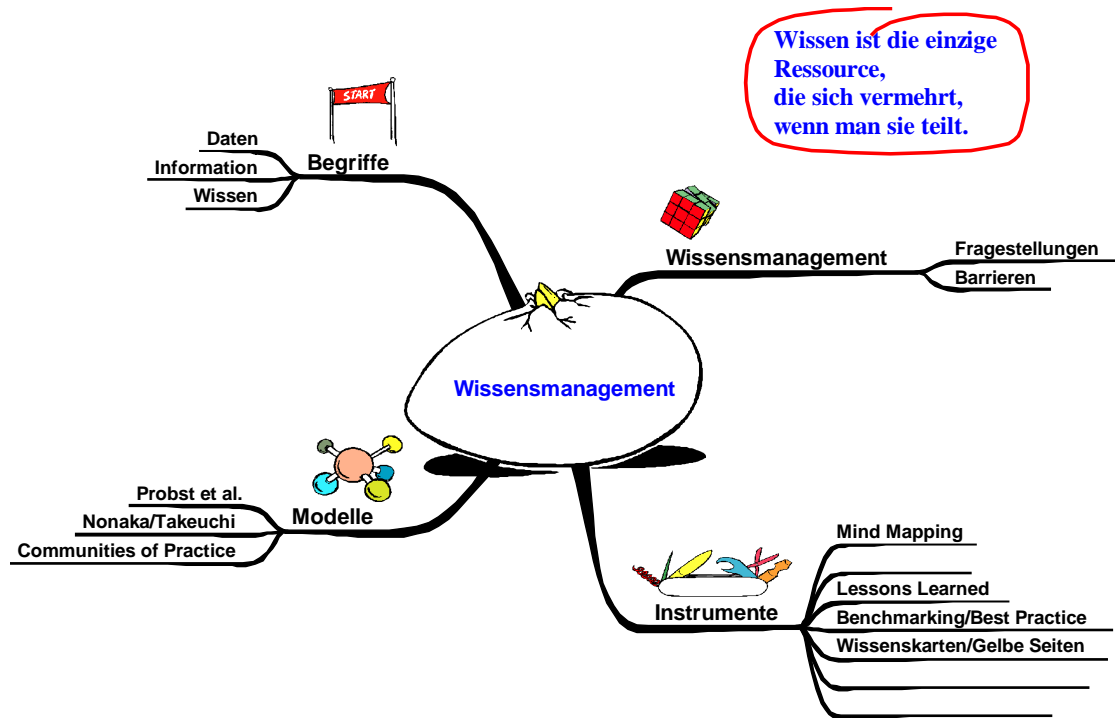 Wissen ist die einzige
Ressource,
die sich vermehrt,
wenn man sie teilt.
START
Begriffe
Daten
Information
Wissen
Wissensmanagement
Fragestellungen
Barrieren
Wissensmanagement
Modelle
Probst et al.
Nonaka/Takeuchi
Communities of Practice
Instrumente
Mind Mapping
Lessons Learned
Benchmarking/Best Practice
Wissenskarten/Gelbe Seiten